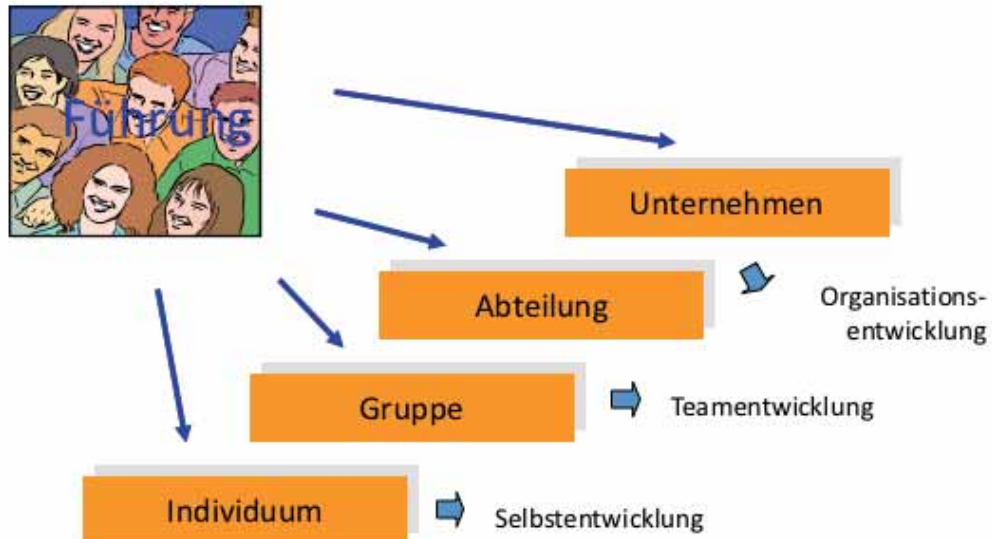 Führung
Unternehmen
Abteilung
Organisations-
entwicklung
Gruppe
Teamentwicklung
Individuum
Selbstentwicklung